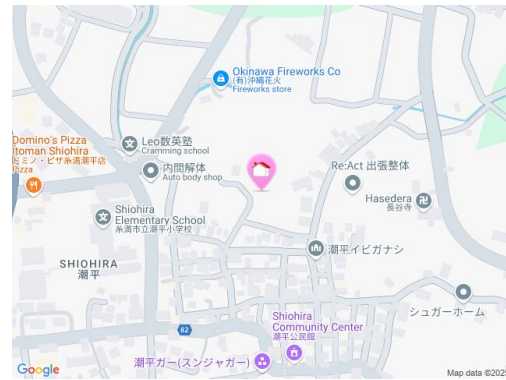 Okinawa Fireworks Co
(有)沖縄花火
Fireworks store
Leo数英塾
Cramming school
Domino's Pizza
Itoman Shiohira
ドミノ・ピザ糸満潮平店
Pizza
内間解体
Auto body shop
Re:Act 出張整体
Hasedera
長谷寺
Shiohira
Elementary School
糸満市立潮平小学校
潮平イビガナシ
SHIOHIRA
潮平
シュガーホーム
82
Shiohira
Community Center
潮平公民館
潮平ガー(スンジャガー)
Google
Map data ©2025